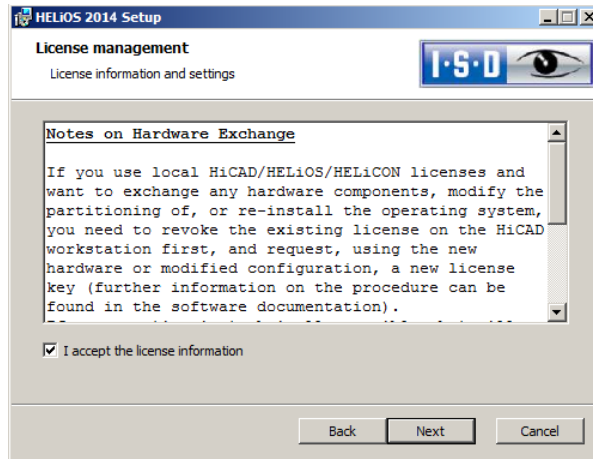 HELiOS 2014 Setup
License management
License information and settings
I·S·D
Notes on Hardware Exchange
If you use local HiCAD/HELiOS/HELiCON licenses and
want to exchange any hardware components, modify the
partitioning of, or re-install the operating system,
you need to revoke the existing license on the HiCAD
workstation first, and request, using the new
hardware or modified configuration, a new license
key (further information on the procedure can be
found in the software documentation).
I accept the license information
Back Next Cancel